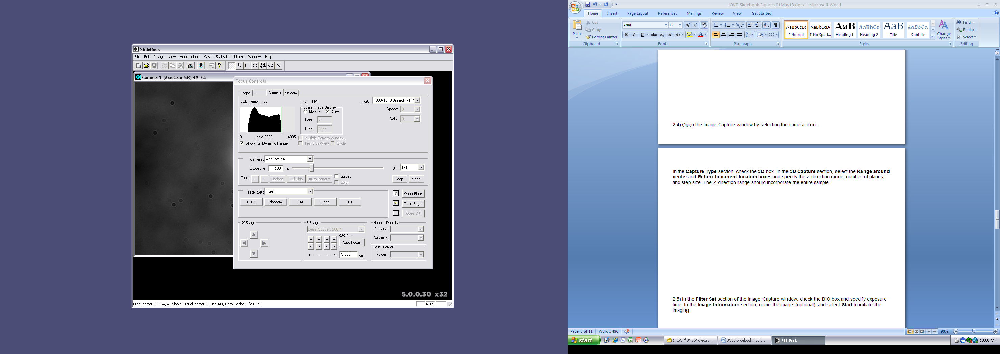 SlideBook
File Edit Image View Annotations Mask Statistics Macro Window Help
Camera 1 (AxioCam MR) 49.7%
Focus Controls
Scope Z Camera Stream
CCD Temp: NA Info: NA Port: 1388x1040 Binned 1x1,
Scale Image Display
Manual Auto
Speed: 0
Low: 0
Gain: 0
High: 2578
0 Max: 3087 4095
Multiple Camera Windows
Show Full Dynamic Range Test Dual-View Cycle
Camera: AxioCam MR
Exposure 100 ms Bin: 1x1
Zoom: + - Update Full Chip Auto Renorm Guides Color Stop Snap
Filter Set: Fixed
FITC Rhodam QM Open DIC
Open Fluor
Close Bright
Open Alt
XY Stage
Z Stage:
Zeiss Axiovert 200M
989.2 µm
Auto Focus
10 1 .1 -> 5.000 um
Neutral Density
Primary:
Auxiliary:
Laser Power
Power:
5.0.0.30 x32
Free Memory: 77%, Available Virtual Memory: 1855 MB, Data Cache: 0/281 MB NUM
JOVE Slidebook Figures 01May13.docx - Microsoft Word
Home Insert Page Layout References Mailings Review View Get Started
Paste
Cut
Copy
Format Painter
Clipboard
Arial 12
B I U abc x₂ x² Aa
Font
Paragraph
AaBbCcDc AaBbCcDc AaB AaBbCc AaB AaBbCc.
¶ Normal ¶ No Spaci... Heading 1 Heading 2 Title Subtitle
Change
Styles
Styles
Find
Replace
Select
Editing
2.4) Open the Image Capture window by selecting the camera icon.
In the Capture Type section, check the 3D box. In the 3D Capture section, select the Range around
center and Return to current location boxes and specify the Z-direction range, number of planes,
and step size. The Z-direction range should incorporate the entire sample.
2.5) In the Filter Set section of the Image Capture window, check the DIC box and specify exposure
time. In the Image Information section, name the image (optional), and select Start to initiate the
imaging.
Page: 8 of 11 Words: 496 90%
start X:\SOM\BME\Projects... JOVE Slidebook Figur... SlideBook 10:00 AM